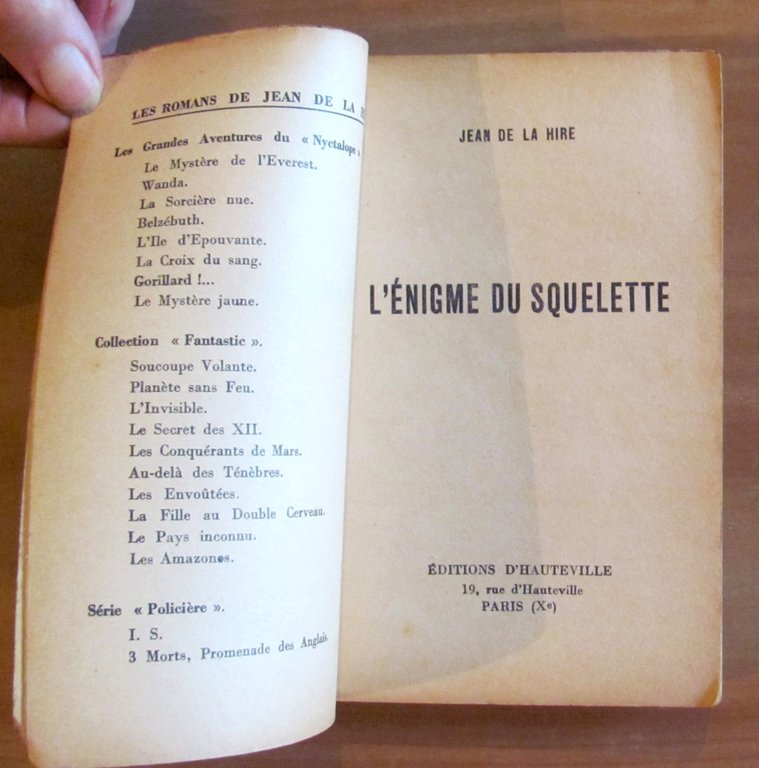 LES ROMANS DE JEAN DE LA
Les Grandes Aventures du « Nyctalope »
Le Mystère de l'Everest.
Wanda.
La Sorcière nue.
Belzébuth.
L'Ile d'Epouvante.
La Croix du sang.
Gorillard !...
Le Mystère jaune.
Collection « Fantastic ».
Soucoupe Volante.
Planète sans Feu.
L'Invisible.
Le Secret des XII.
Les Conquérants de Mars.
Au-delà des Ténèbres.
Les Envoûtées.
La Fille au Double Cerveau.
Le Pays inconnu.
Les Amazones.
Série « Policière ».
I. S.
3 Morts, Promenade des Anglais.
JEAN DE LA HIRE
L'ÉNIGME DU SQUELETTE
ÉDITIONS D'HAUTEVILLE
19, rue d'Hauteville
PARIS (Xe)